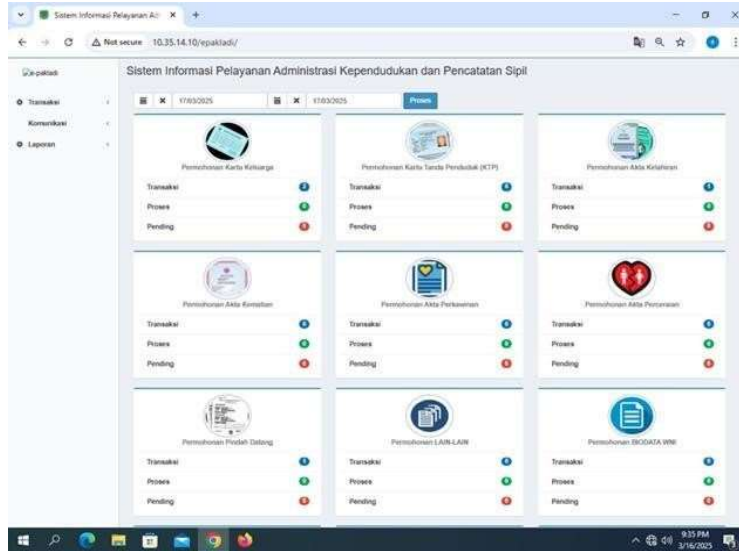 Sistem Informasi Pelayanan Ad
Not secure 10.35.14.10/epakladi/
e-pakladi
Sistem Informasi Pelayanan Administrasi Kependudukan dan Pencatatan Sipil
Transaksi
Komunikasi
Laporan
17/03/2025
17/03/2025
Proses
Permohonan Kartu Keluarga
Transaksi
Proses
Pending
Permohonan Kartu Tanda Penduduk (KTP)
Transaksi
Proses
Pending
Permohonan Akta Kelahiran
Transaksi
Proses
Pending
Permohonan Akta Kematian
Transaksi
Proses
Pending
Permohonan Akta Perkawinan
Transaksi
Proses
Pending
Permohonan Akta Perceraian
Transaksi
Proses
Pending
Permohonan Pindah Datang
Transaksi
Proses
Pending
Permohonan LAIN-LAIN
Transaksi
Proses
Pending
Permohonan BIODATA WNI
Transaksi
Proses
Pending
9:35 PM
3/16/2025